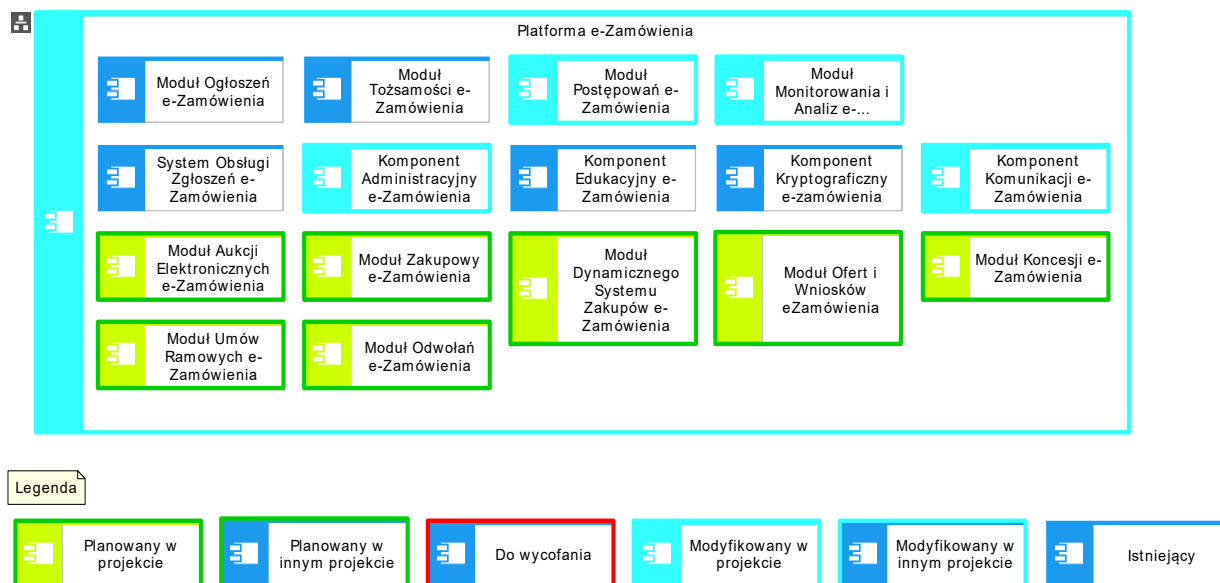 Platforma e-Zamówienia
Moduł Ogłoszeń
e-Zamówienia
Moduł
Tożsamości e-
Zamówienia
Moduł
Postępowań e-
Zamówienia
Moduł
Monitorowania i
Analiz e-...
System Obsługi
Zgłoszeń e-
Zamówienia
Komponent
Administracyjny
e-Zamówienia
Komponent
Edukacyjny e-
Zamówienia
Komponent
Kryptograficzny
e-zamówienia
Komponent
Komunikacji e-
Zamówienia
Moduł Aukcji
Elektronicznych
e-Zamówienia
Moduł Zakupowy
e-Zamówienia
Moduł
Dynamicznego
Systemu
Zakupów e-
Zamówienia
Moduł Ofert i
Wniosków
eZamówienia
Moduł Koncesji e-
Zamówienia
Moduł Umów
Ramowych e-
Zamówienia
Moduł Odwołań
e-Zamówienia
Legenda
Planowany w
projekcie
Planowany w
innym projekcie
Do wycofania
Modyfikowany w
projekcie
Modyfikowany w
innym projekcie
Istniejący